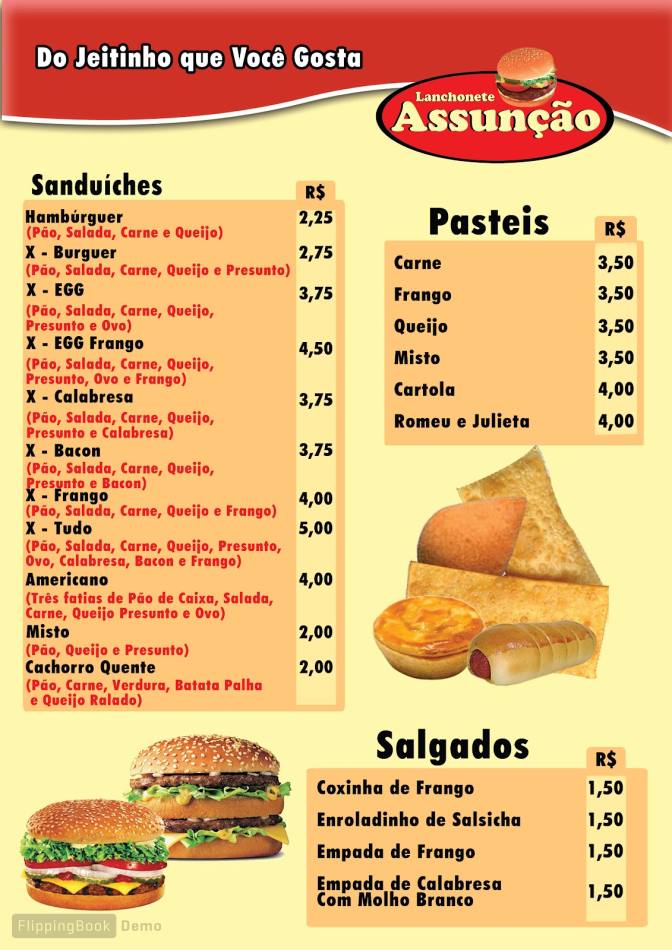 Do Jeitinho que Você Gosta
Lanchonete
Assunção
Sanduíches
R$
Hambúrguer 2,25
(Pão, Salada, Carne e Queijo)
X - Burguer 2,75
(Pão, Salada, Carne, Queijo e Presunto)
X - EGG 3,75
(Pão, Salada, Carne, Queijo,
Presunto e Ovo)
X - EGG Frango 4,50
(Pão, Salada, Carne, Queijo,
Presunto, Ovo e Frango)
X - Calabresa 3,75
(Pão, Salada, Carne, Queijo,
Presunto e Calabresa)
X - Bacon 3,75
(Pão, Salada, Carne, Queijo,
Presunto e Bacon)
X - Frango 4,00
(Pão, Salada, Carne, Queijo e Frango)
X - Tudo 5,00
(Pão, Salada, Carne, Queijo, Presunto,
Ovo, Calabresa, Bacon e Frango)
Americano 4,00
(Três fatias de Pão de Caixa, Salada,
Carne, Queijo Presunto e Ovo)
Misto 2,00
(Pão, Queijo e Presunto)
Cachorro Quente 2,00
(Pão, Carne, Verdura, Batata Palha
e Queijo Ralado)
Pasteis
R$
Carne 3,50
Frango 3,50
Queijo 3,50
Misto 3,50
Cartola 4,00
Romeu e Julieta 4,00
Salgados
R$
Coxinha de Frango 1,50
Enroladinho de Salsicha 1,50
Empada de Frango 1,50
Empada de Calabresa
Com Molho Branco 1,50
FlippingBook Demo